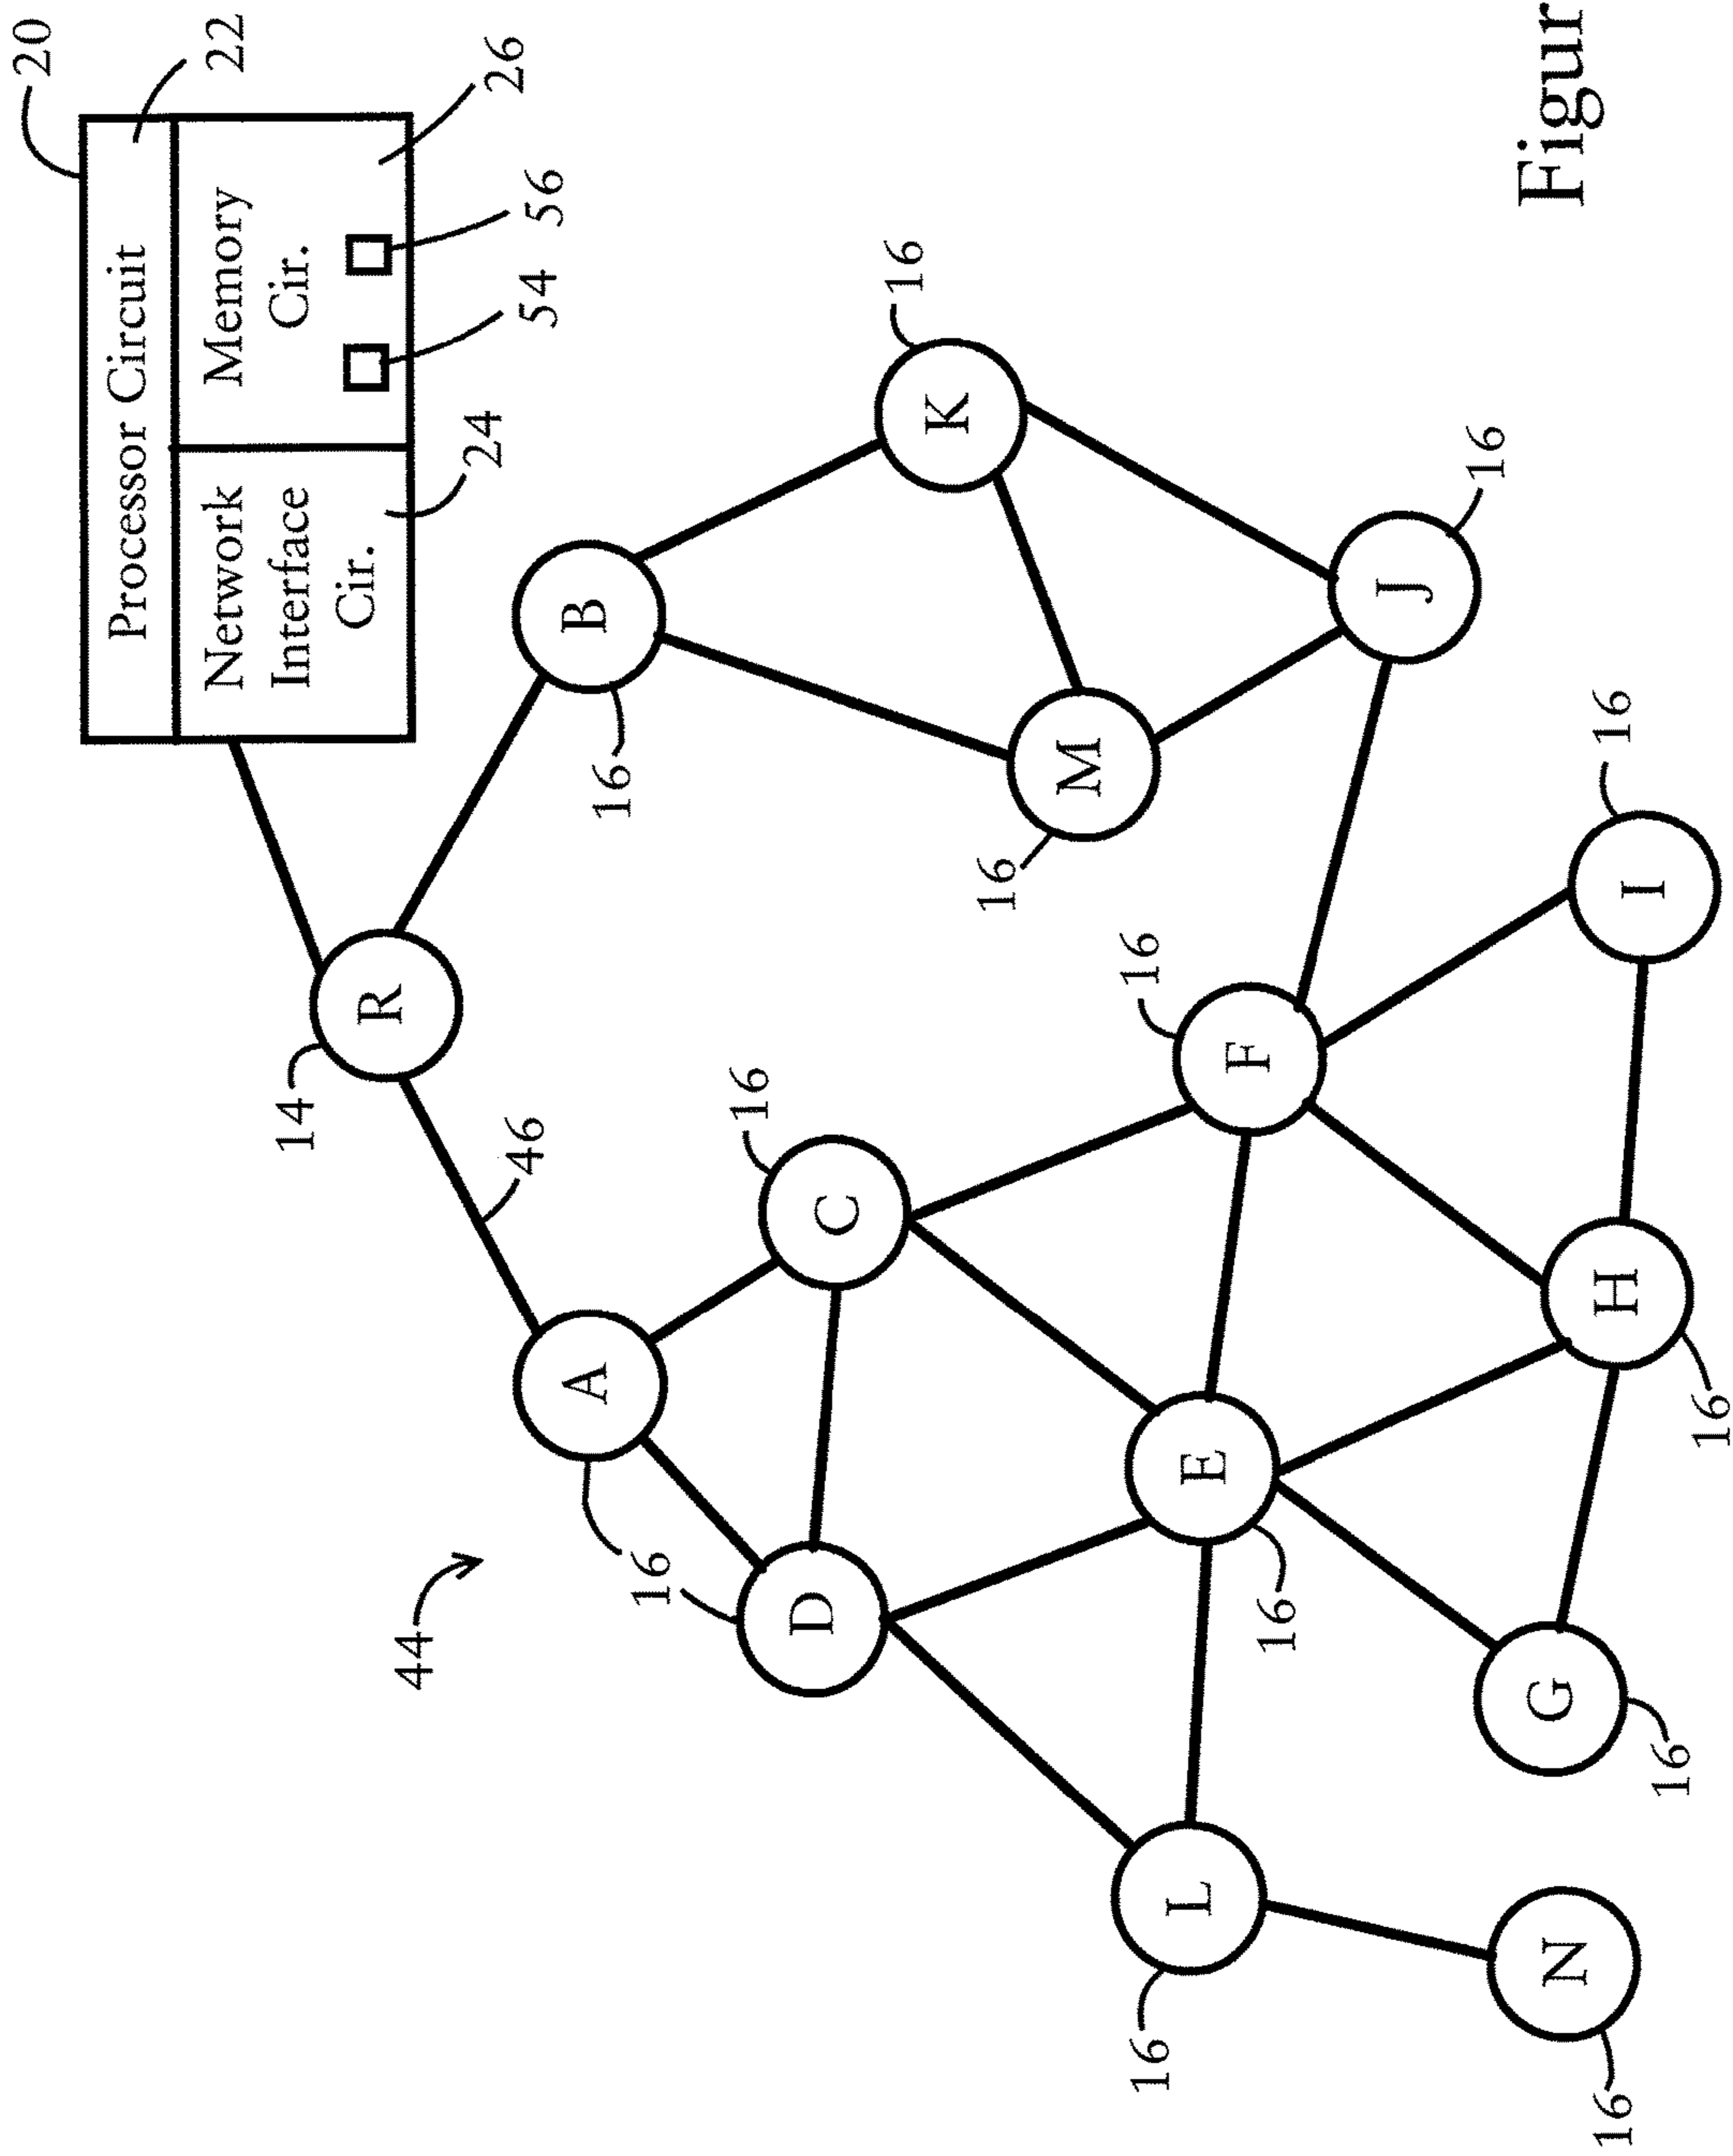 20
Processor Circuit
22
Network
Interface
Cir.
24
Memory
Cir.
26
54
56
R
14
46
44
A
16
B
16
C
16
D
16
K
16
M
16
J
16
F
16
E
16
L
16
I
16
H
16
G
16
N
16
Figur